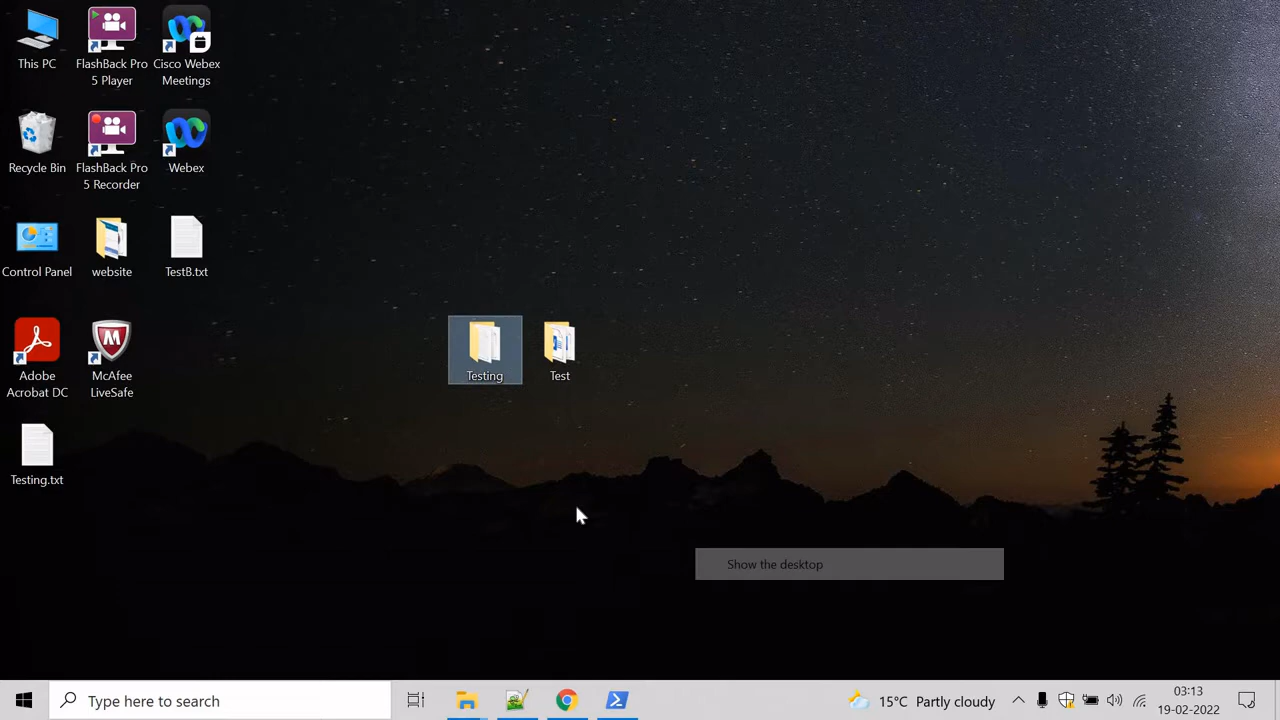 This PC
FlashBack Pro
5 Player
Cisco Webex
Meetings
Recycle Bin
FlashBack Pro
5 Recorder
Webex
Control Panel
website
TestB.txt
Adobe
Acrobat DC
McAfee
LiveSafe
Testing
Test
Testing.txt
Show the desktop
Type here to search
15°C Partly cloudy
03:13
19-02-2022